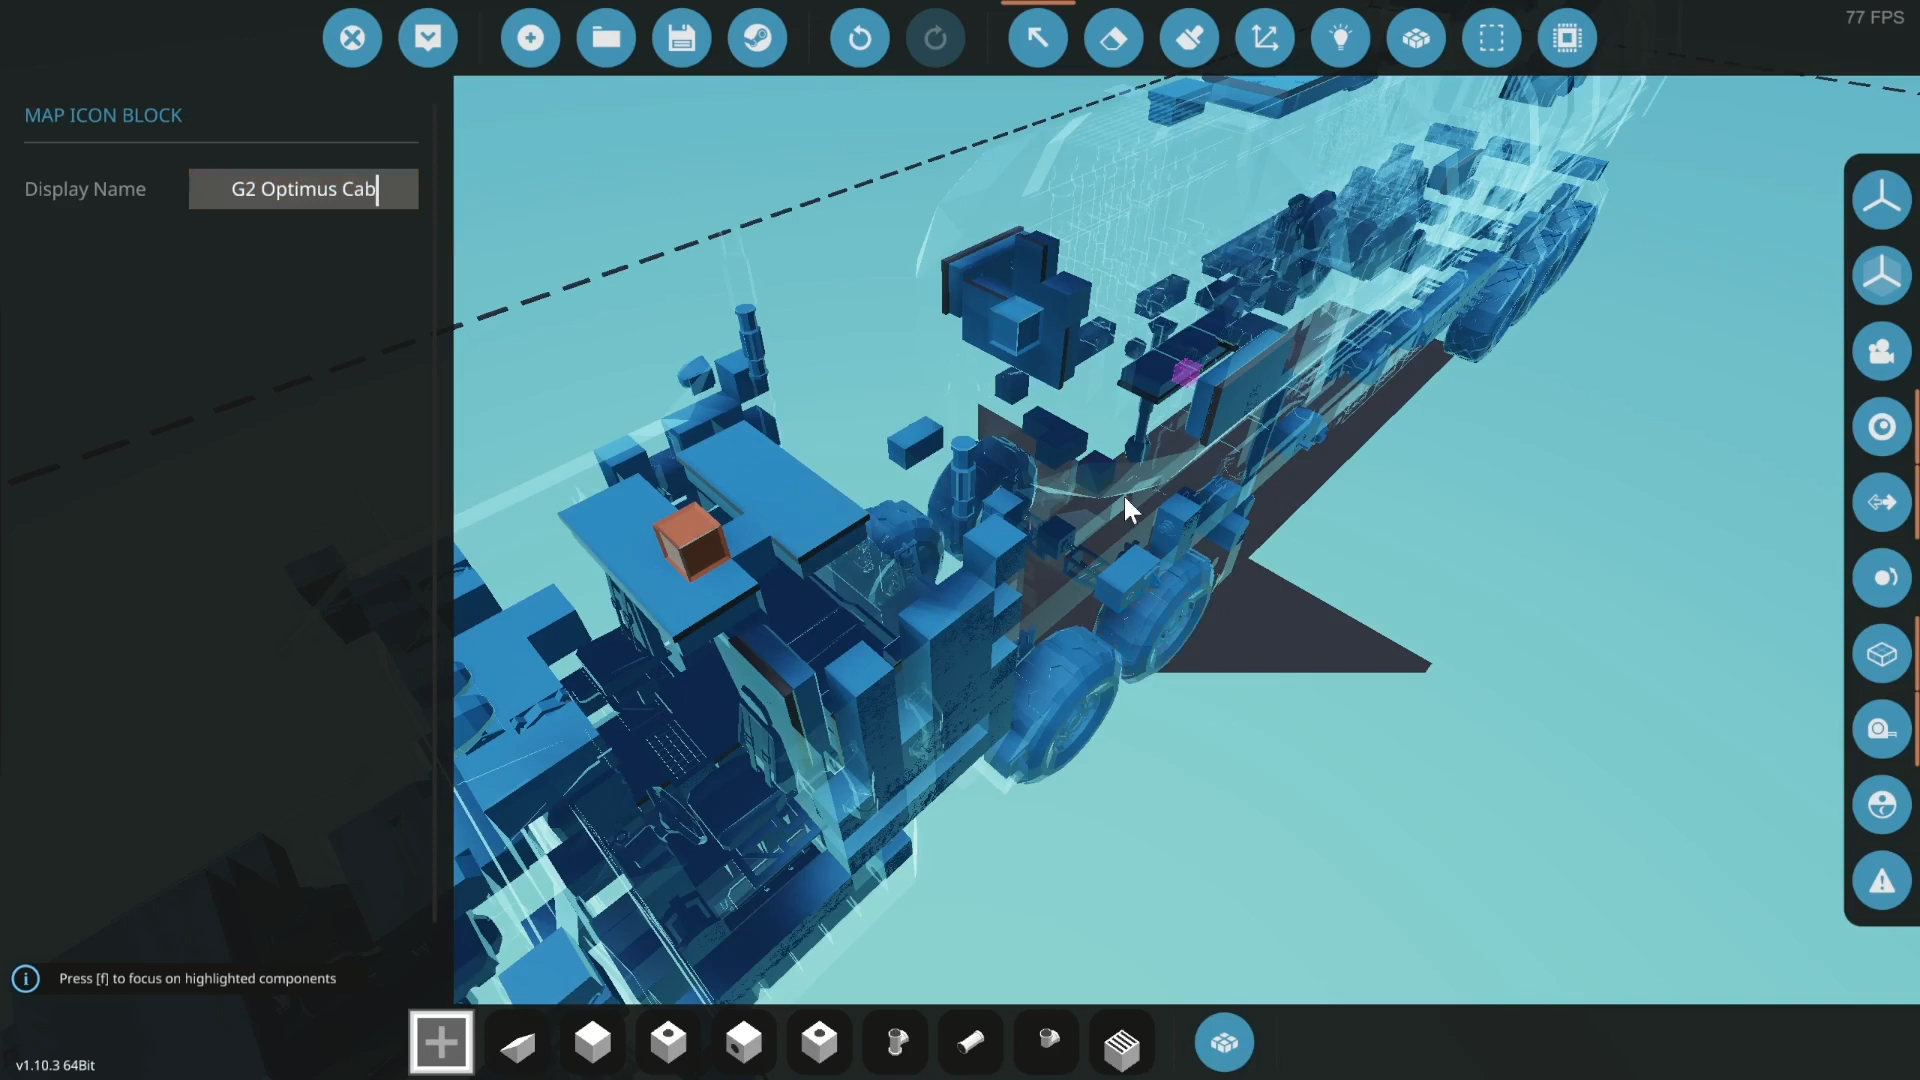 77 FPS
MAP ICON BLOCK
Display Name
G2 Optimus Cab
Press [f] to focus on highlighted components
v1.10.3 64Bit